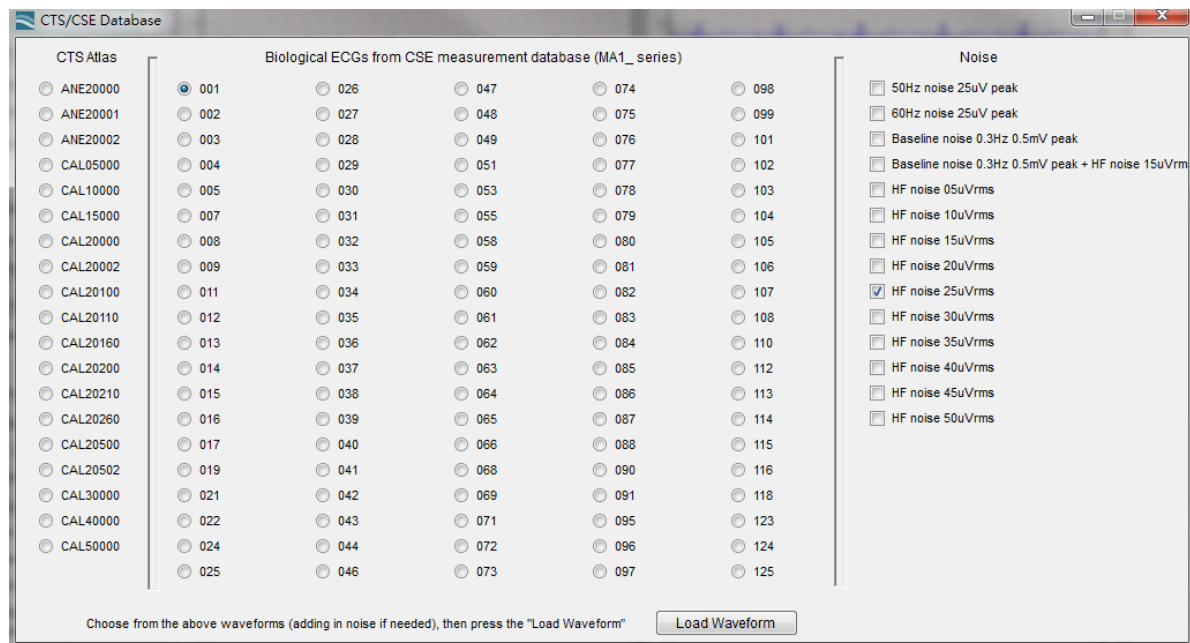 CTS/CSE Database
CTS Atlas
ANE20000
ANE20001
ANE20002
CAL05000
CAL10000
CAL15000
CAL20000
CAL20002
CAL20100
CAL20110
CAL20160
CAL20200
CAL20210
CAL20260
CAL20500
CAL20502
CAL30000
CAL40000
CAL50000
Biological ECGs from CSE measurement database (MA1_ series)
001 026 047 074 098
002 027 048 075 099
003 028 049 076 101
004 029 051 077 102
005 030 053 078 103
007 031 055 079 104
008 032 058 080 105
009 033 059 081 106
011 034 060 082 107
012 035 061 083 108
013 036 062 084 110
014 037 063 085 112
015 038 064 086 113
016 039 065 087 114
017 040 066 088 115
019 041 068 090 116
021 042 069 091 118
022 043 071 095 123
024 044 072 096 124
025 046 073 097 125
Noise
50Hz noise 25uV peak
60Hz noise 25uV peak
Baseline noise 0.3Hz 0.5mV peak
Baseline noise 0.3Hz 0.5mV peak + HF noise 15uVrm
HF noise 05uVrms
HF noise 10uVrms
HF noise 15uVrms
HF noise 20uVrms
HF noise 25uVrms
HF noise 30uVrms
HF noise 35uVrms
HF noise 40uVrms
HF noise 45uVrms
HF noise 50uVrms
Choose from the above waveforms (adding in noise if needed), then press the "Load Waveform"
Load Waveform